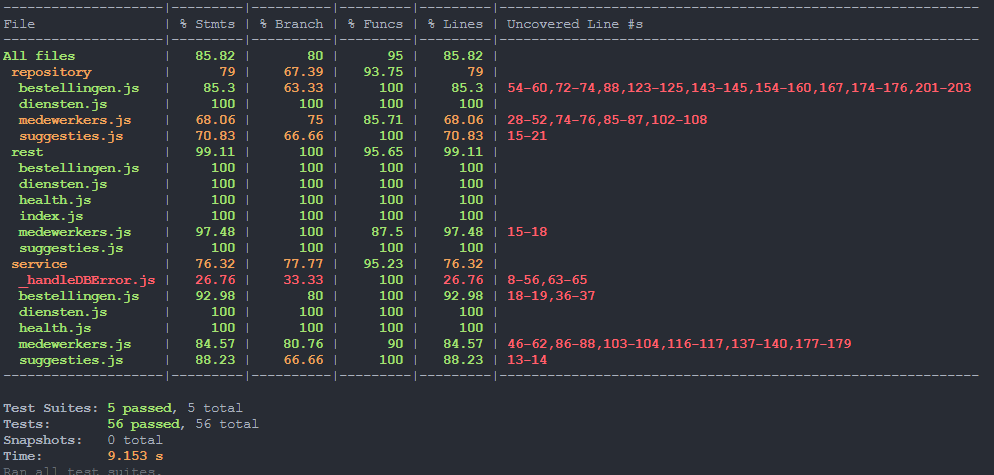 --------------------|---------|----------|---------|---------|------------------------------------------------------------
File                | % Stmts | % Branch | % Funcs | % Lines | Uncovered Line #s
--------------------|---------|----------|---------|---------|------------------------------------------------------------
All files           |   85.82 |       80 |      95 |   85.82 |
 repository         |      79 |    67.39 |   93.75 |      79 |
  bestellingen.js   |    85.3 |    63.33 |     100 |    85.3 | 54-60,72-74,88,123-125,143-145,154-160,167,174-176,201-203
  diensten.js       |     100 |      100 |     100 |     100 |
  medewerkers.js    |   68.06 |       75 |   85.71 |   68.06 | 28-52,74-76,85-87,102-108
  suggesties.js     |   70.83 |    66.66 |     100 |   70.83 | 15-21
 rest               |   99.11 |      100 |   95.65 |   99.11 |
  bestellingen.js   |     100 |      100 |     100 |     100 |
  diensten.js       |     100 |      100 |     100 |     100 |
  health.js         |     100 |      100 |     100 |     100 |
  index.js          |     100 |      100 |     100 |     100 |
  medewerkers.js    |   97.48 |      100 |    87.5 |   97.48 | 15-18
  suggesties.js     |     100 |      100 |     100 |     100 |
 service            |   76.32 |    77.77 |   95.23 |   76.32 |
  _handleDBError.js |   26.76 |    33.33 |     100 |   26.76 | 8-56,63-65
  bestellingen.js   |   92.98 |       80 |     100 |   92.98 | 18-19,36-37
  diensten.js       |     100 |      100 |     100 |     100 |
  health.js         |     100 |      100 |     100 |     100 |
  medewerkers.js    |   84.57 |    80.76 |      90 |   84.57 | 46-62,86-88,103-104,116-117,137-140,177-179
  suggesties.js     |   88.23 |    66.66 |     100 |   88.23 | 13-14
--------------------|---------|----------|---------|---------|------------------------------------------------------------
Test Suites: 5 passed, 5 total
Tests:       56 passed, 56 total
Snapshots:   0 total
Time:        9.153 s
Ran all test suites.